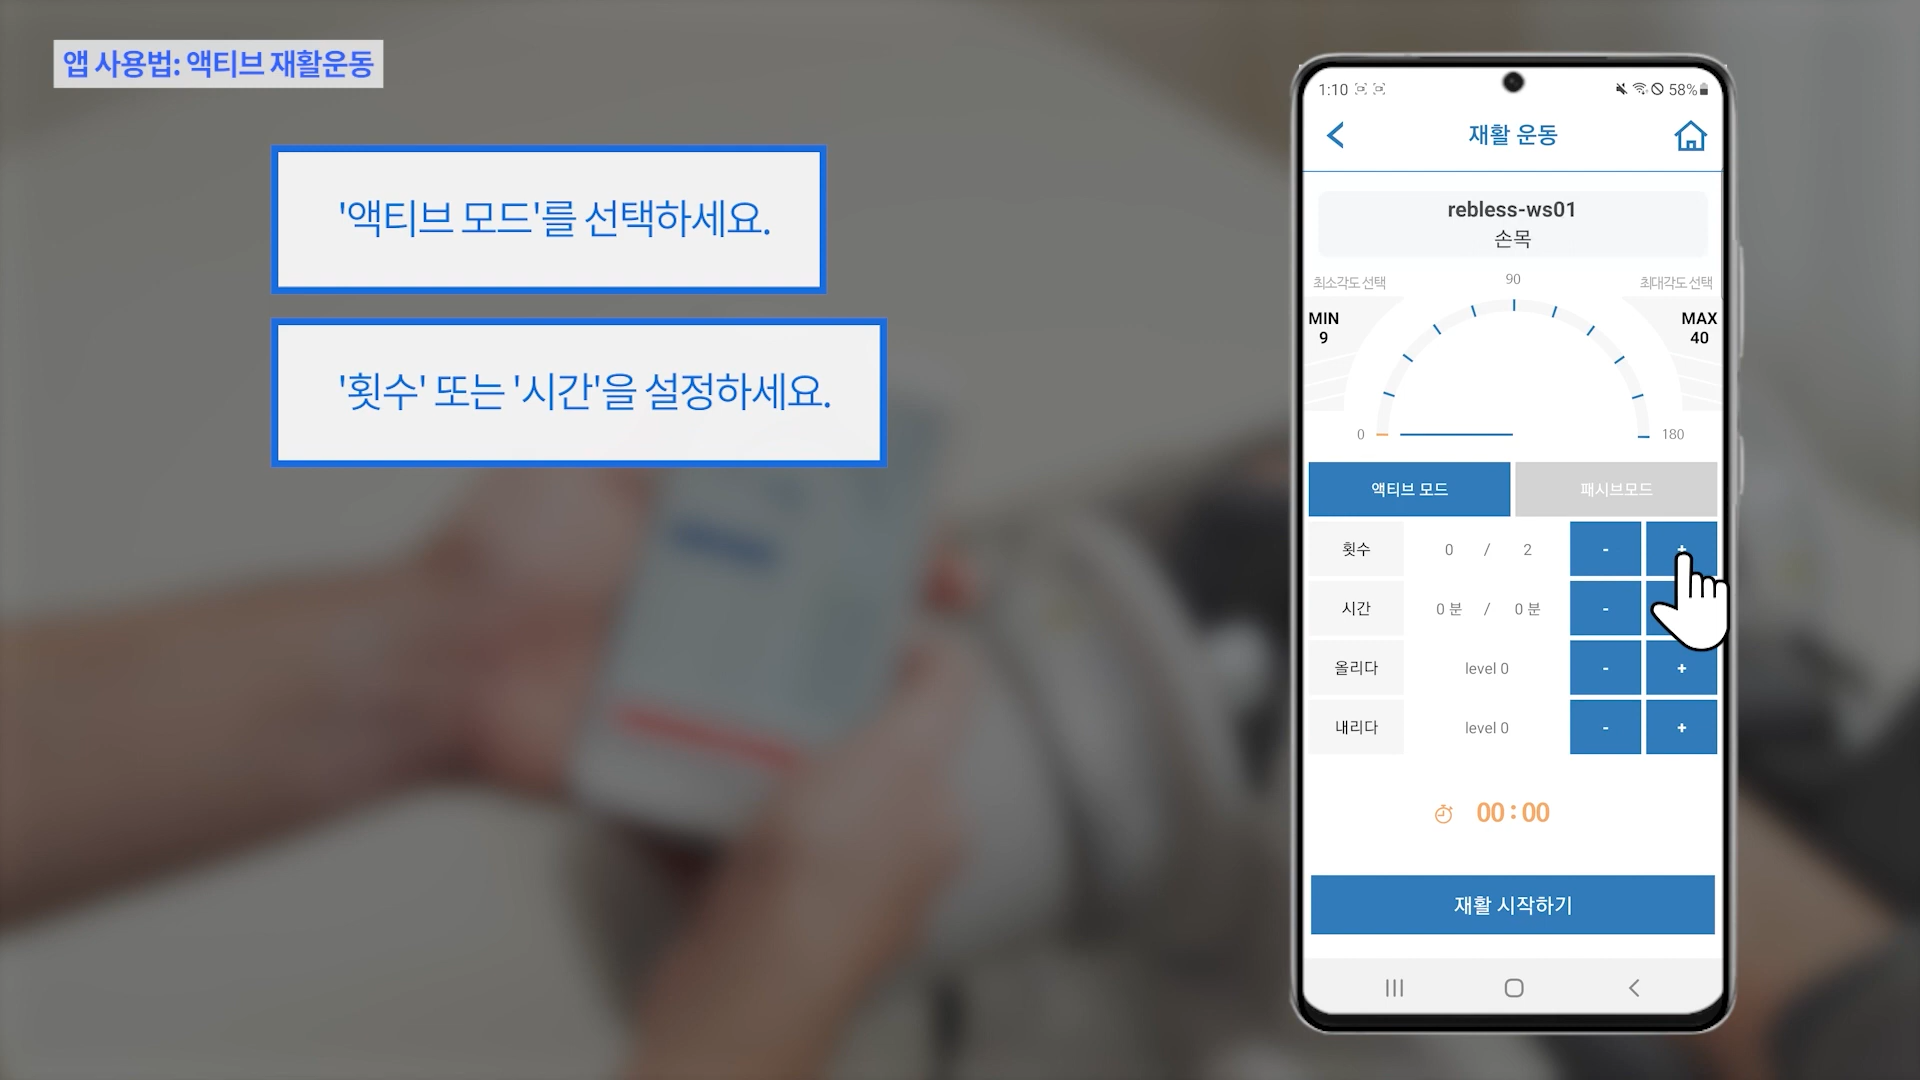 앱 사용법: 액티브 재활운동
'액티브 모드'를 선택하세요.
'횟수' 또는 '시간'을 설정하세요.
1:10
58%
재활 운동
rebless-ws01
손목
최소각도 선택
90
최대각도 선택
MIN
9
MAX
40
0
180
액티브 모드
패시브모드
횟수
0 / 2
-
+
시간
0 분 / 0 분
-
올리다
level 0
-
+
내리다
level 0
-
+
00 : 00
재활 시작하기